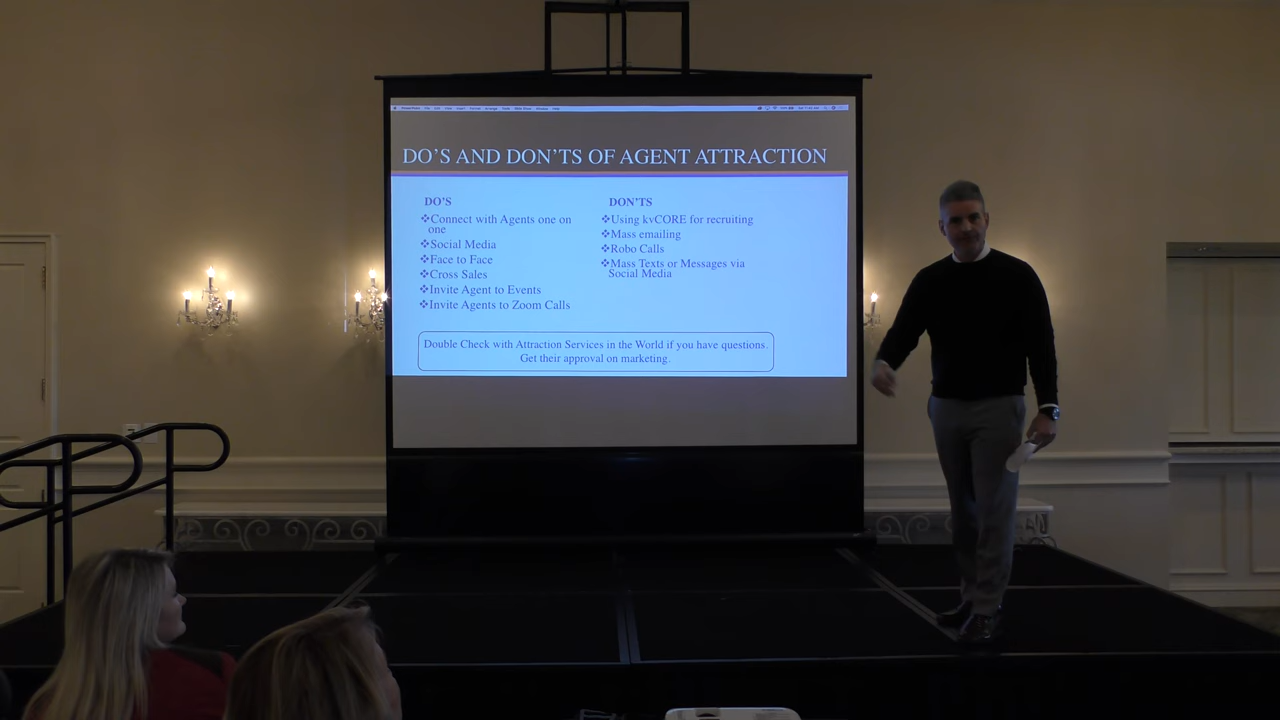 DO'S AND DON'TS OF AGENT ATTRACTION
DO'S
❖Connect with Agents one on
one
❖Social Media
❖Face to Face
❖Cross Sales
❖Invite Agent to Events
❖Invite Agents to Zoom Calls
DON'TS
❖Using kvCORE for recruiting
❖Mass emailing
❖Robo Calls
❖Mass Texts or Messages via
Social Media
Double Check with Attraction Services in the World if you have questions.
Get their approval on marketing.